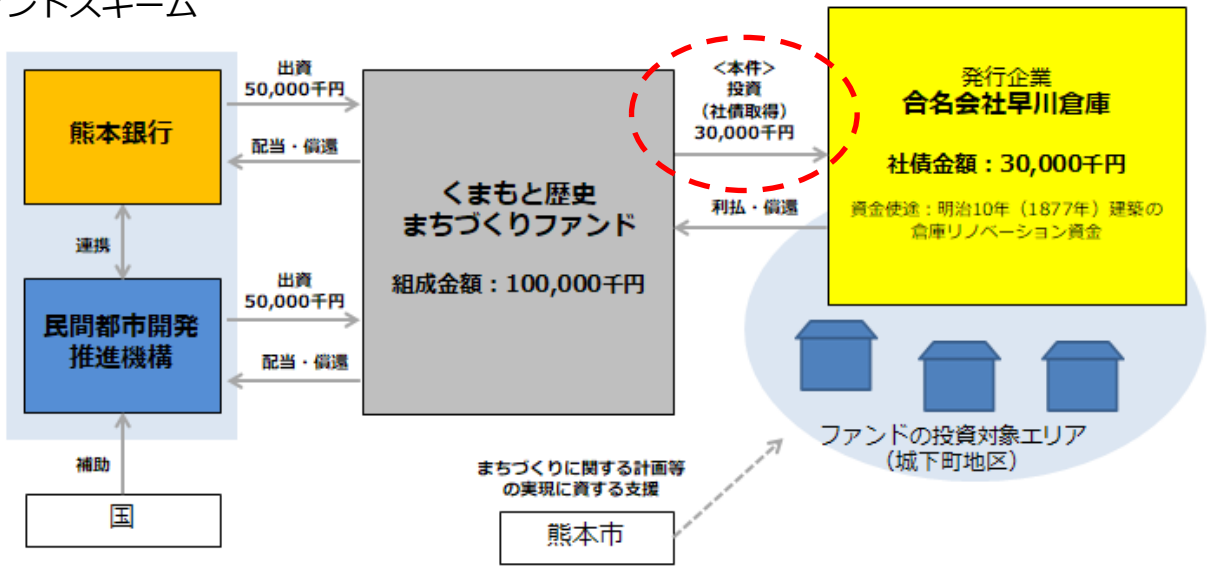 ントスキーム
熊本銀行
連携
民間都市開発
推進機構
補助
国
出資
50,000千円
配当・償還
出資
50,000千円
配当・償還
くまもと歴史
まちづくりファンド
組成金額：100,000千円
＜本件＞
投資
（社債取得）
30,000千円
利払・償還
発行企業
合名会社早川倉庫
社債金額：30,000千円
資金使途：明治10年（1877年）建築の
倉庫リノベーション資金
ファンドの投資対象エリア
（城下町地区）
まちづくりに関する計画等
の実現に資する支援
熊本市